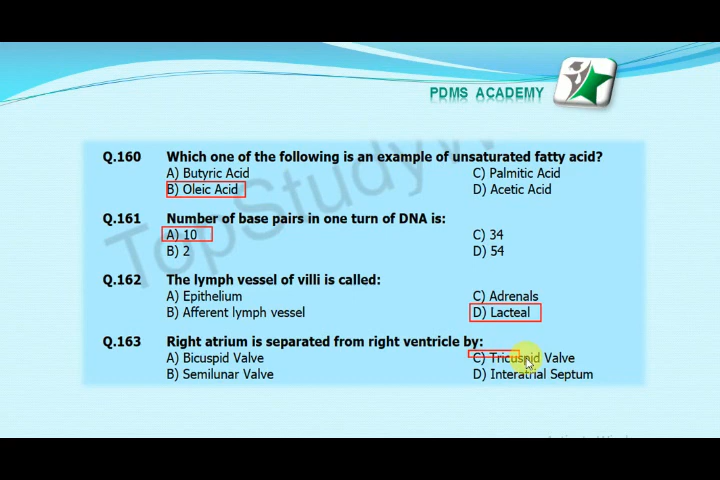 PDMS ACADEMY
Q.160 Which one of the following is an example of unsaturated fatty acid?
A) Butyric Acid C) Palmitic Acid
B) Oleic Acid D) Acetic Acid
Q.161 Number of base pairs in one turn of DNA is:
A) 10 C) 34
B) 2 D) 54
Q.162 The lymph vessel of villi is called:
A) Epithelium C) Adrenals
B) Afferent lymph vessel D) Lacteal
Q.163 Right atrium is separated from right ventricle by:
A) Bicuspid Valve C) Tricuspid Valve
B) Semilunar Valve D) Interatrial Septum